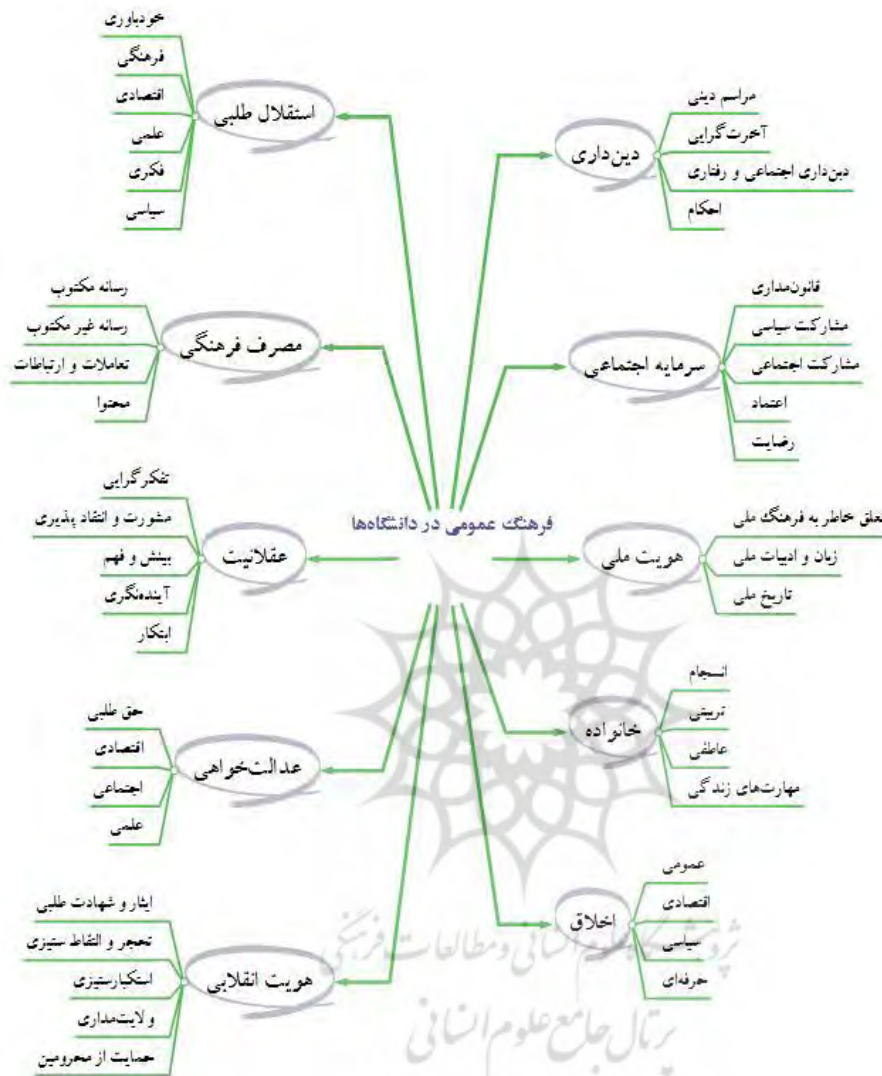 فرهنگ عمومی در دانشگاه‌ها
دین‌داری
مراسم دینی
آخرت‌گرایی
دین‌داری اجتماعی و رفتاری
احکام
سرمایه اجتماعی
قانون‌مداری
مشارکت سیاسی
مشارکت اجتماعی
اعتماد
رضایت
هویت ملی
تعلق خاطر به فرهنگ ملی
زبان و ادبیات ملی
تاریخ ملی
خانواده
انسجام
تربیتی
عاطفی
مهارت‌های زندگی
اخلاق
عمومی
اقتصادی
سیاسی
حرفه‌ای
استقلال طلبی
خودباوری
فرهنگی
اقتصادی
علمی
فکری
سیاسی
مصرف فرهنگی
رسانه مکتوب
رسانه غیر مکتوب
تعاملات و ارتباطات
محتوا
عقلانیت
تفکرگرایی
مشورت و انتقاد پذیری
بینش و فهم
آینده‌نگری
ابتکار
عدالت‌خواهی
حق طلبی
اقتصادی
اجتماعی
علمی
هویت انقلابی
ایثار و شهادت طلبی
تحجر و التقاط ستیزی
استکبارستیزی
ولایت‌مداری
حمایت از محرومین
پژوهشگاه علوم انسانی و مطالعات فرهنگی
پرتال جامع علوم انسانی